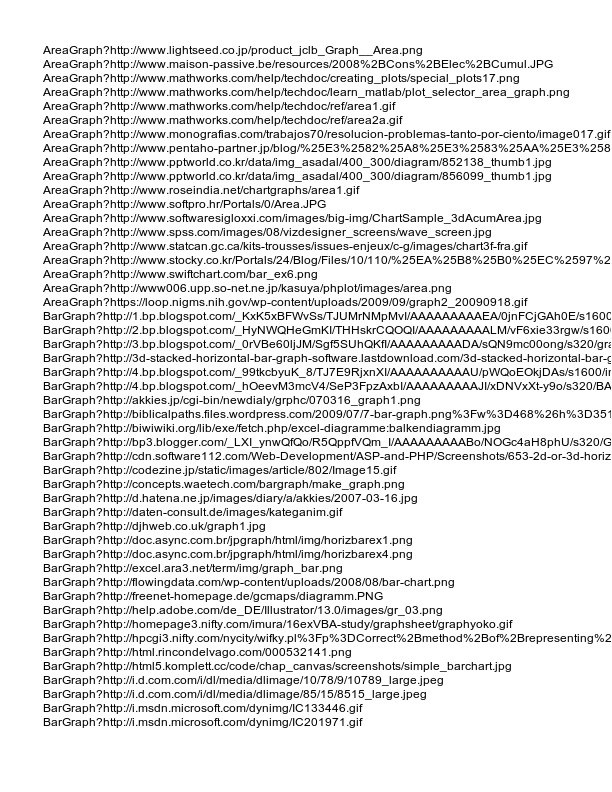 AreaGraph?http://www.lightseed.co.jp/product_jclb_Graph__Area.png
AreaGraph?http://www.maison-passive.be/resources/2008%2BCons%2BElec%2BCumul.JPG
AreaGraph?http://www.mathworks.com/help/techdoc/creating_plots/special_plots17.png
AreaGraph?http://www.mathworks.com/help/techdoc/learn_matlab/plot_selector_area_graph.png
AreaGraph?http://www.mathworks.com/help/techdoc/ref/area1.gif
AreaGraph?http://www.mathworks.com/help/techdoc/ref/area2a.gif
AreaGraph?http://www.monografias.com/trabajos70/resolucion-problemas-tanto-por-ciento/image017.gif
AreaGraph?http://www.pentaho-partner.jp/blog/%25E3%2582%25A8%25E3%2583%25AA%25E3%258
AreaGraph?http://www.pptworld.co.kr/data/img_asadal/400_300/diagram/852138_thumb1.jpg
AreaGraph?http://www.pptworld.co.kr/data/img_asadal/400_300/diagram/856099_thumb1.jpg
AreaGraph?http://www.roseindia.net/chartgraphs/area1.gif
AreaGraph?http://www.softpro.hr/Portals/0/Area.JPG
AreaGraph?http://www.softwaresigloxxi.com/images/big-img/ChartSample_3dAcumArea.jpg
AreaGraph?http://www.spss.com/images/08/vizdesigner_screens/wave_screen.jpg
AreaGraph?http://www.statcan.gc.ca/kits-trousses/issues-enjeux/c-g/images/chart3f-fra.gif
AreaGraph?http://www.stocky.co.kr/Portals/24/Blog/Files/10/110/%25EA%25B8%25B0%25EC%2597%2
AreaGraph?http://www.swiftchart.com/bar_ex6.png
AreaGraph?http://www006.upp.so-net.ne.jp/kasuya/phplot/images/area.png
AreaGraph?https://loop.nigms.nih.gov/wp-content/uploads/2009/09/graph2_20090918.gif
BarGraph?http://1.bp.blogspot.com/_KxK5xBFWvSs/TJUMrNMpMvI/AAAAAAAAAEA/0jnFCjGAh0E/s1600
BarGraph?http://2.bp.blogspot.com/_HyNWQHeGmKI/THHskrCQOQI/AAAAAAAAALM/vF6xie33rgw/s160
BarGraph?http://3.bp.blogspot.com/_0rVBe60IjJM/Sgf5SUhQKfI/AAAAAAAAADA/sQN9mc00ong/s320/gra
BarGraph?http://3d-stacked-horizontal-bar-graph-software.lastdownload.com/3d-stacked-horizontal-bar-g
BarGraph?http://4.bp.blogspot.com/_99tkcbyuK_8/TJ7E9RjxnXI/AAAAAAAAAAU/pWQoEOkjDAs/s1600/in
BarGraph?http://4.bp.blogspot.com/_hOeevM3mcV4/SeP3FpzAxbI/AAAAAAAAAJI/xDNVxXt-y9o/s320/BA
BarGraph?http://akkies.jp/cgi-bin/newdialy/grphc/070316_graph1.png
BarGraph?http://biblicalpaths.files.wordpress.com/2009/07/7-bar-graph.png%3Fw%3D468%26h%3D351
BarGraph?http://biwiwiki.org/lib/exe/fetch.php/excel-diagramme:balkendiagramm.jpg
BarGraph?http://bp3.blogger.com/_LXI_ynwQfQo/R5QppfVQm_I/AAAAAAAAABo/NOGc4aH8phU/s320/G
BarGraph?http://cdn.software112.com/Web-Development/ASP-and-PHP/Screenshots/653-2d-or-3d-horiz
BarGraph?http://codezine.jp/static/images/article/802/Image15.gif
BarGraph?http://concepts.waetech.com/bargraph/make_graph.png
BarGraph?http://d.hatena.ne.jp/images/diary/a/akkies/2007-03-16.jpg
BarGraph?http://daten-consult.de/images/kateganim.gif
BarGraph?http://djhweb.co.uk/graph1.jpg
BarGraph?http://doc.async.com.br/jpgraph/html/img/horizbarex1.png
BarGraph?http://doc.async.com.br/jpgraph/html/img/horizbarex4.png
BarGraph?http://excel.ara3.net/term/img/graph_bar.png
BarGraph?http://flowingdata.com/wp-content/uploads/2008/08/bar-chart.png
BarGraph?http://freenet-homepage.de/gcmaps/diagramm.PNG
BarGraph?http://help.adobe.com/de_DE/Illustrator/13.0/images/gr_03.png
BarGraph?http://homepage3.nifty.com/imura/16exVBA-study/graphsheet/graphyoko.gif
BarGraph?http://hpcgi3.nifty.com/nycity/wifky.pl%3Fp%3DCorrect%2Bmethod%2Bof%2Brepresenting%2
BarGraph?http://html.rincondelvago.com/000532141.png
BarGraph?http://html5.komplett.cc/code/chap_canvas/screenshots/simple_barchart.jpg
BarGraph?http://i.d.com.com/i/dl/media/dlimage/10/78/9/10789_large.jpeg
BarGraph?http://i.d.com.com/i/dl/media/dlimage/85/15/8515_large.jpeg
BarGraph?http://i.msdn.microsoft.com/dynimg/IC133446.gif
BarGraph?http://i.msdn.microsoft.com/dynimg/IC201971.gif